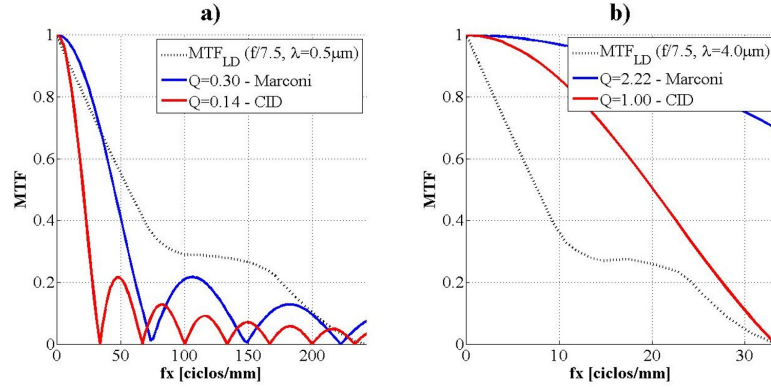 a)
MTF
1
0.8
0.6
0.4
0.2
0
MTF_LD (f/7.5, λ=0.5μm)
Q=0.30 - Marconi
Q=0.14 - CID
0 50 100 150 200
fx [ciclos/mm]
b)
MTF
1
0.8
0.6
0.4
0.2
0
MTF_LD (f/7.5, λ=4.0μm)
Q=2.22 - Marconi
Q=1.00 - CID
0 10 20 30
fx [ciclos/mm]